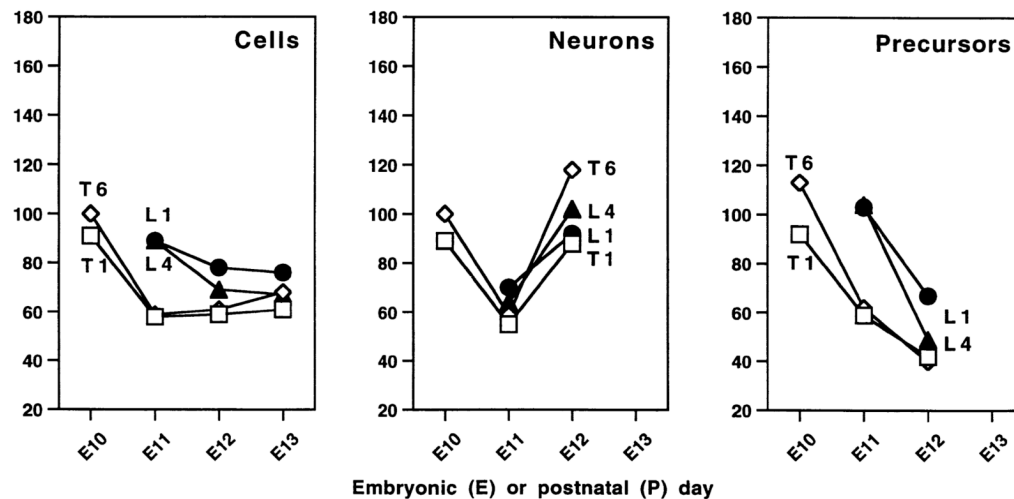 Cells
Neurons
Precursors
180
160
140
120
100
80
60
40
20
T6
T1
L1
L4
E10
E11
E12
E13
180
160
140
120
100
80
60
40
20
T6
L4
L1
T1
E10
E11
E12
E13
180
160
140
120
100
80
60
40
20
T6
T1
L1
L4
E10
E11
E12
E13
Embryonic (E) or postnatal (P) day